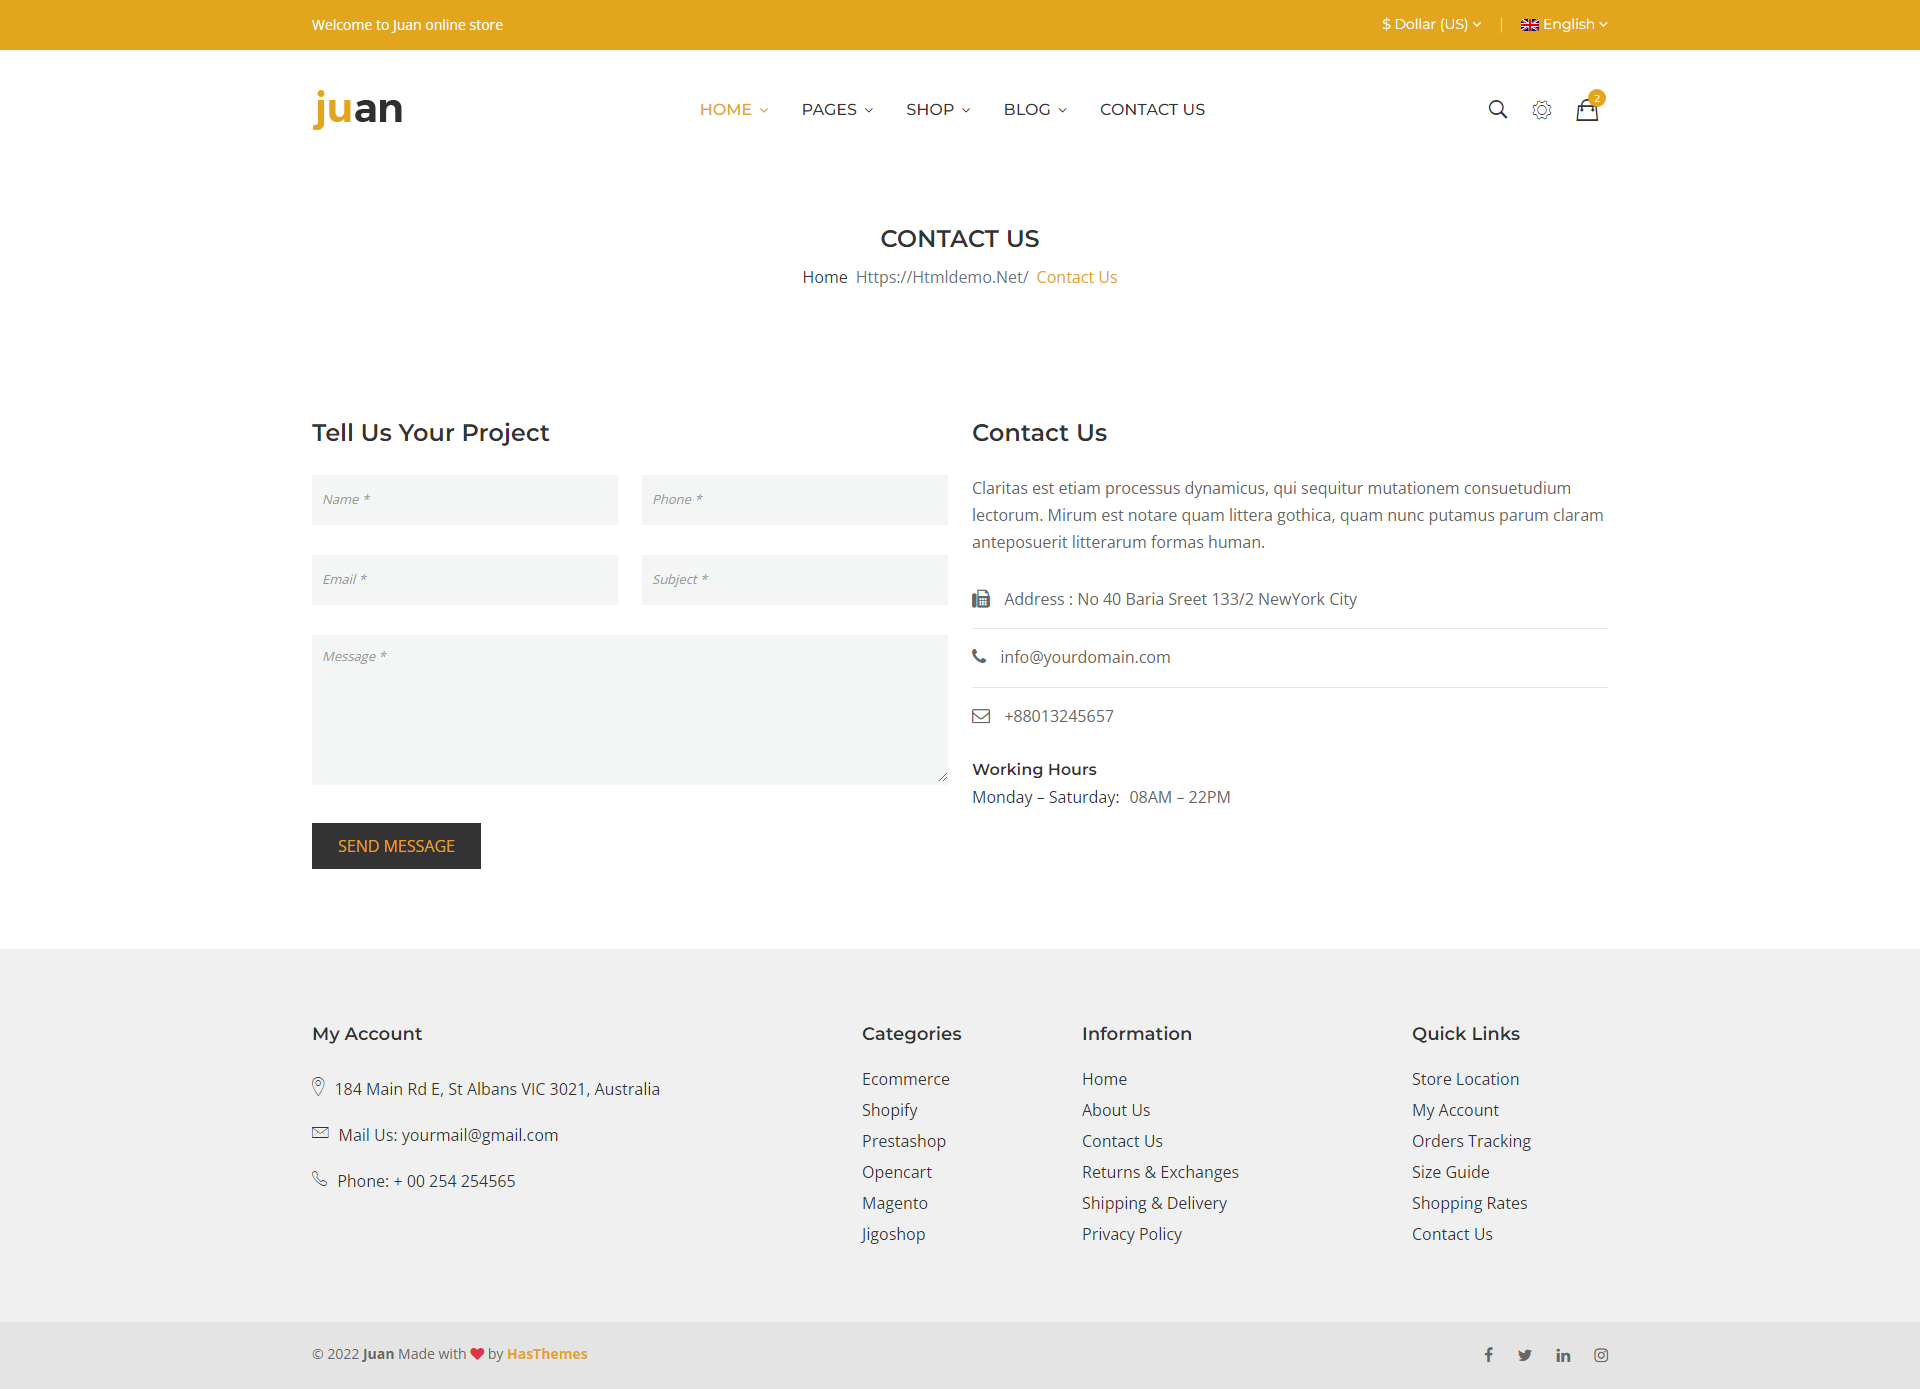 Welcome to Juan online store
$ Dollar (US)
English
juan
HOME
PAGES
SHOP
BLOG
CONTACT US
2
CONTACT US
Home Https://Htmldemo.Net/ Contact Us
Tell Us Your Project
Name *
Phone *
Email *
Subject *
Message *
SEND MESSAGE
Contact Us
Claritas est etiam processus dynamicus, qui sequitur mutationem consuetudium
lectorum. Mirum est notare quam littera gothica, quam nunc putamus parum claram
anteposuerit litterarum formas human.
Address : No 40 Baria Sreet 133/2 NewYork City
info@yourdomain.com
+88013245657
Working Hours
Monday – Saturday: 08AM – 22PM
My Account
184 Main Rd E, St Albans VIC 3021, Australia
Mail Us: yourmail@gmail.com
Phone: + 00 254 254565
Categories
Ecommerce
Shopify
Prestashop
Opencart
Magento
Jigoshop
Information
Home
About Us
Contact Us
Returns & Exchanges
Shipping & Delivery
Privacy Policy
Quick Links
Store Location
My Account
Orders Tracking
Size Guide
Shopping Rates
Contact Us
© 2022 Juan Made with ❤ by HasThemes